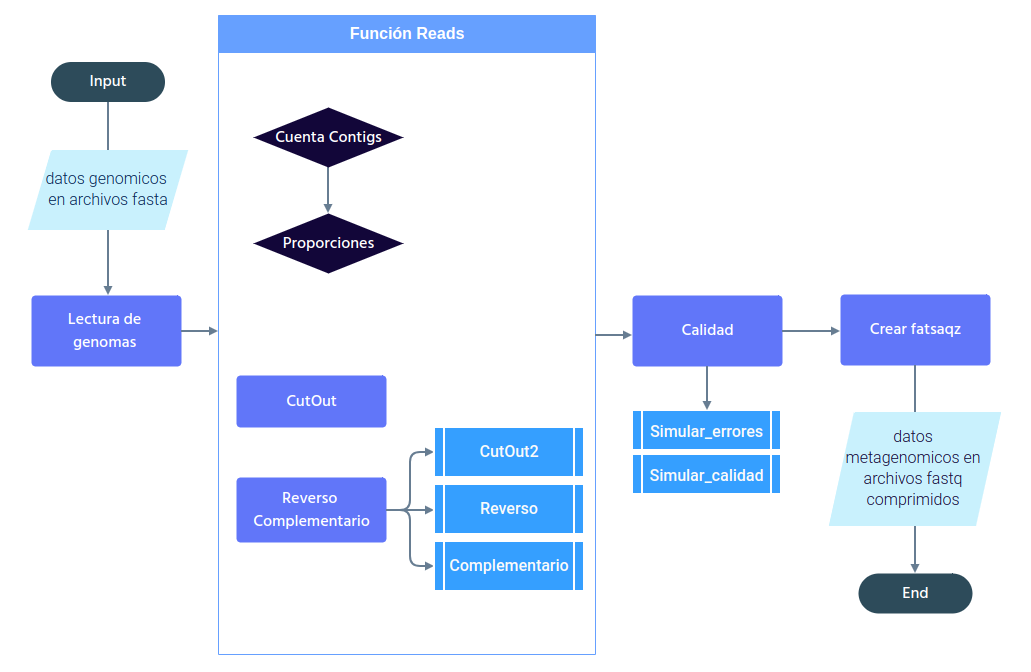 Función Reads
Input
datos genomicos
en archivos fasta
Lectura de
genomas
Cuenta Contigs
Proporciones
CutOut
Reverso
Complementario
CutOut2
Reverso
Complementario
Calidad
Simular_errores
Simular_calidad
Crear fatsaqz
datos
metagenomicos en
archivos fastq
comprimidos
End